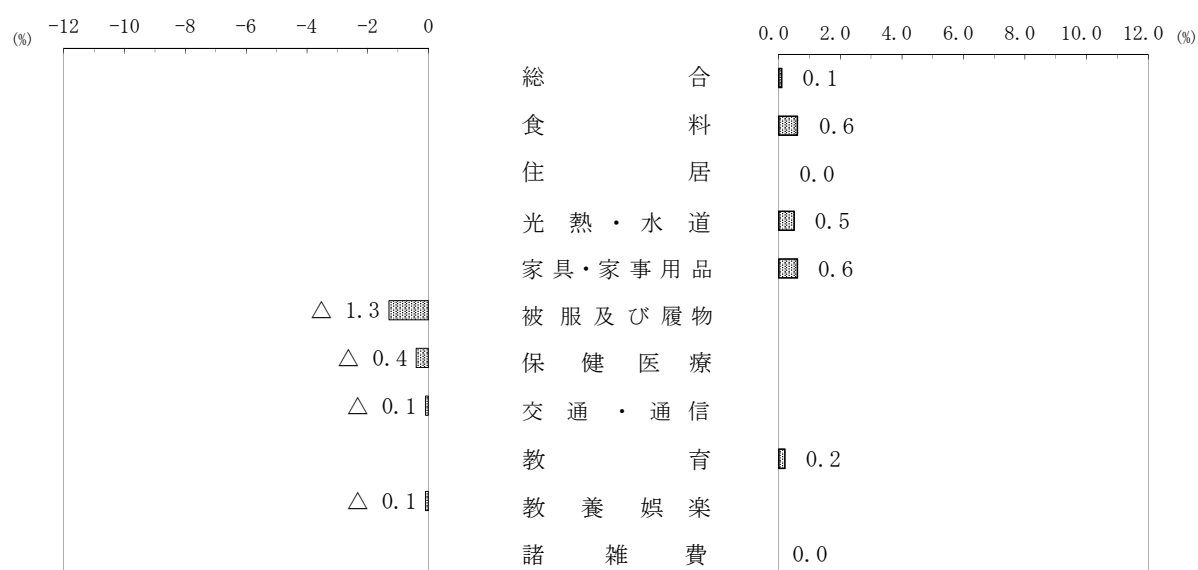 (%) -12 -10 -8 -6 -4 -2 0
0.0 2.0 4.0 6.0 8.0 10.0 12.0 (%)
総合 0.1
食料 0.6
住居 0.0
光熱・水道 0.5
家具・家事用品 0.6
△ 1.3 被服及び履物
△ 0.4 保健医療
△ 0.1 交通・通信
教育 0.2
△ 0.1 教養娯楽
諸雑費 0.0